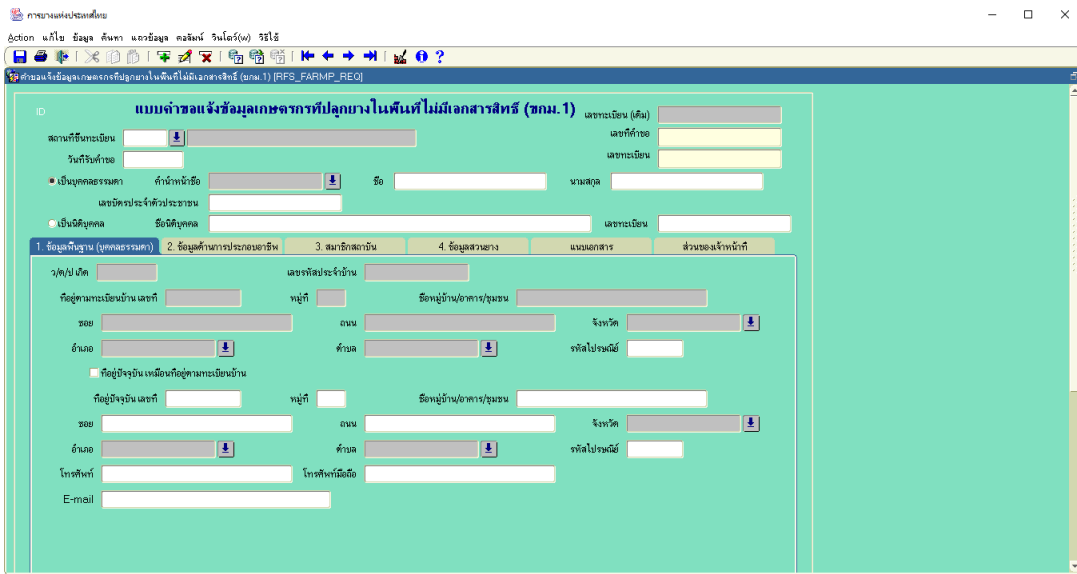 การยางแห่งประเทศไทย
Action แก้ไข ข้อมูล ค้นหา แถวข้อมูล คอลัมน์ วินโดว์(w) วิธีใช้
คำขอแจ้งข้อมูลเกษตรกรที่ปลูกยางในพื้นที่ไม่มีเอกสารสิทธิ์ (ขกม.1) [RFS_FARMP_REQ]
ID แบบคำขอแจ้งข้อมูลเกษตรกรที่ปลูกยางในพื้นที่ไม่มีเอกสารสิทธิ์ (ขกม.1) เลขทะเบียน (เดิม)
สถานที่ขึ้นทะเบียน เลขที่คำขอ
วันที่รับคำขอ เลขทะเบียน
เป็นบุคคลธรรมดา คำนำหน้าชื่อ ชื่อ นามสกุล
เลขบัตรประจำตัวประชาชน
เป็นนิติบุคคล ชื่อนิติบุคคล เลขทะเบียน
1. ข้อมูลพื้นฐาน (บุคคลธรรมดา) 2. ข้อมูลด้านการประกอบอาชีพ 3. สมาชิกสถาบัน 4. ข้อมูลสวนยาง แนบเอกสาร ส่วนของเจ้าหน้าที่
ว/ด/ป เกิด เลขรหัสประจำบ้าน
ที่อยู่ตามทะเบียนบ้าน เลขที่ หมู่ที่ ชื่อหมู่บ้าน/อาคาร/ชุมชน
ซอย ถนน จังหวัด
อำเภอ ตำบล รหัสไปรษณีย์
ที่อยู่ปัจจุบัน เหมือนที่อยู่ตามทะเบียนบ้าน
ที่อยู่ปัจจุบัน เลขที่ หมู่ที่ ชื่อหมู่บ้าน/อาคาร/ชุมชน
ซอย ถนน จังหวัด
อำเภอ ตำบล รหัสไปรษณีย์
โทรศัพท์ โทรศัพท์มือถือ
E-mail